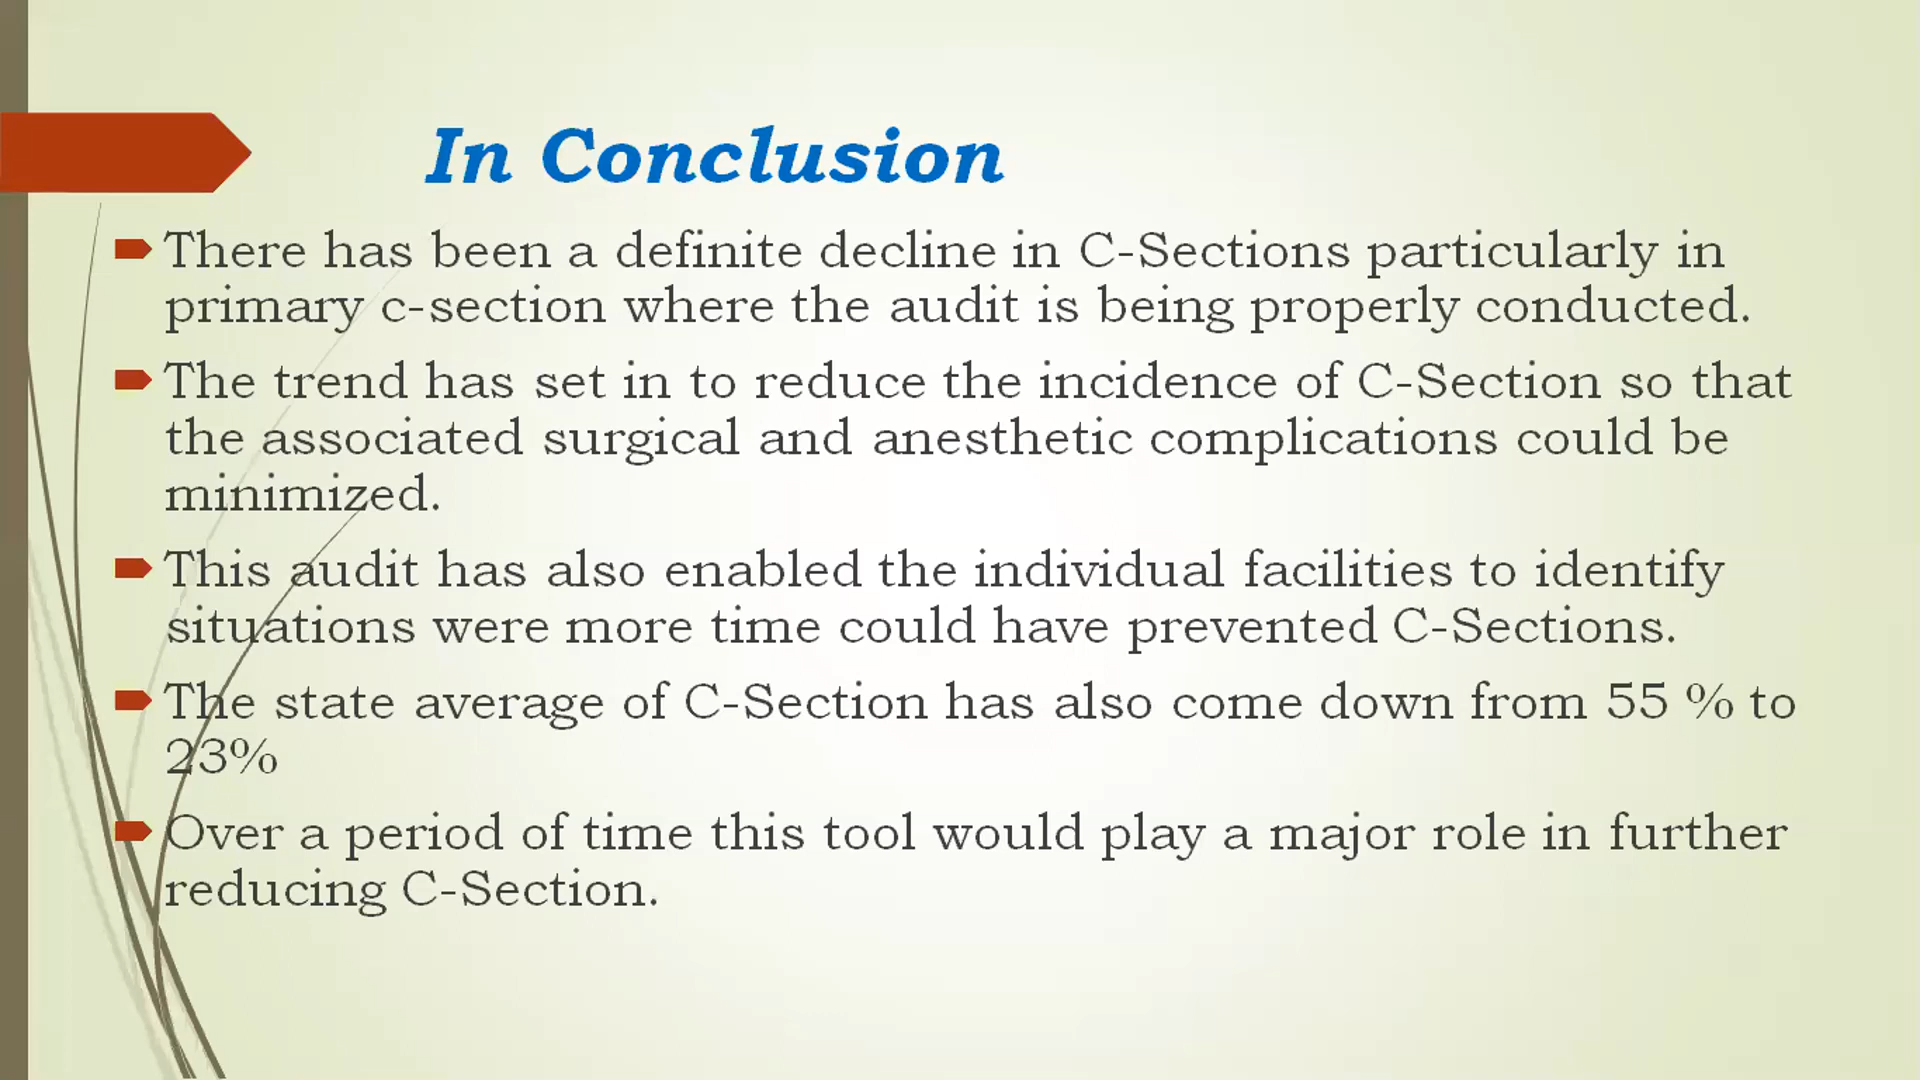 In Conclusion
There has been a definite decline in C-Sections particularly in
primary c-section where the audit is being properly conducted.
The trend has set in to reduce the incidence of C-Section so that
the associated surgical and anesthetic complications could be
minimized.
This audit has also enabled the individual facilities to identify
situations were more time could have prevented C-Sections.
The state average of C-Section has also come down from 55 % to
23%
Over a period of time this tool would play a major role in further
reducing C-Section.